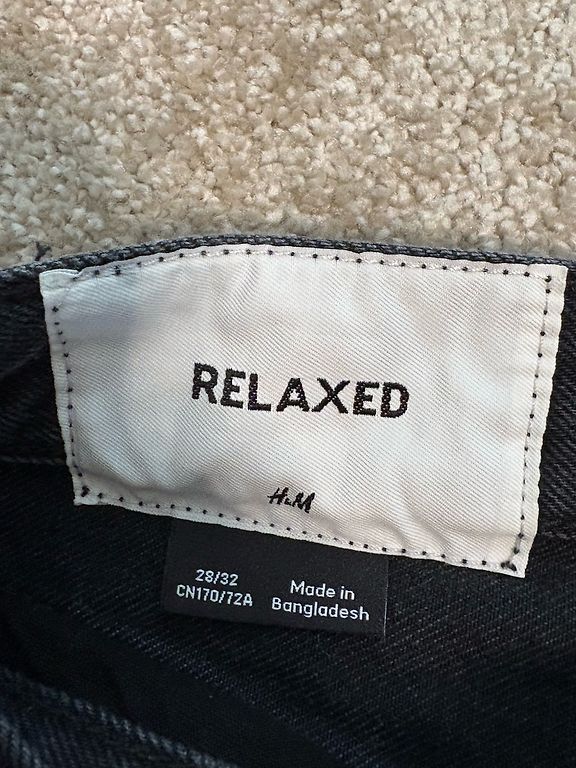 RELAXED
H&M
28/32
CN170/72A
Made in
Bangladesh